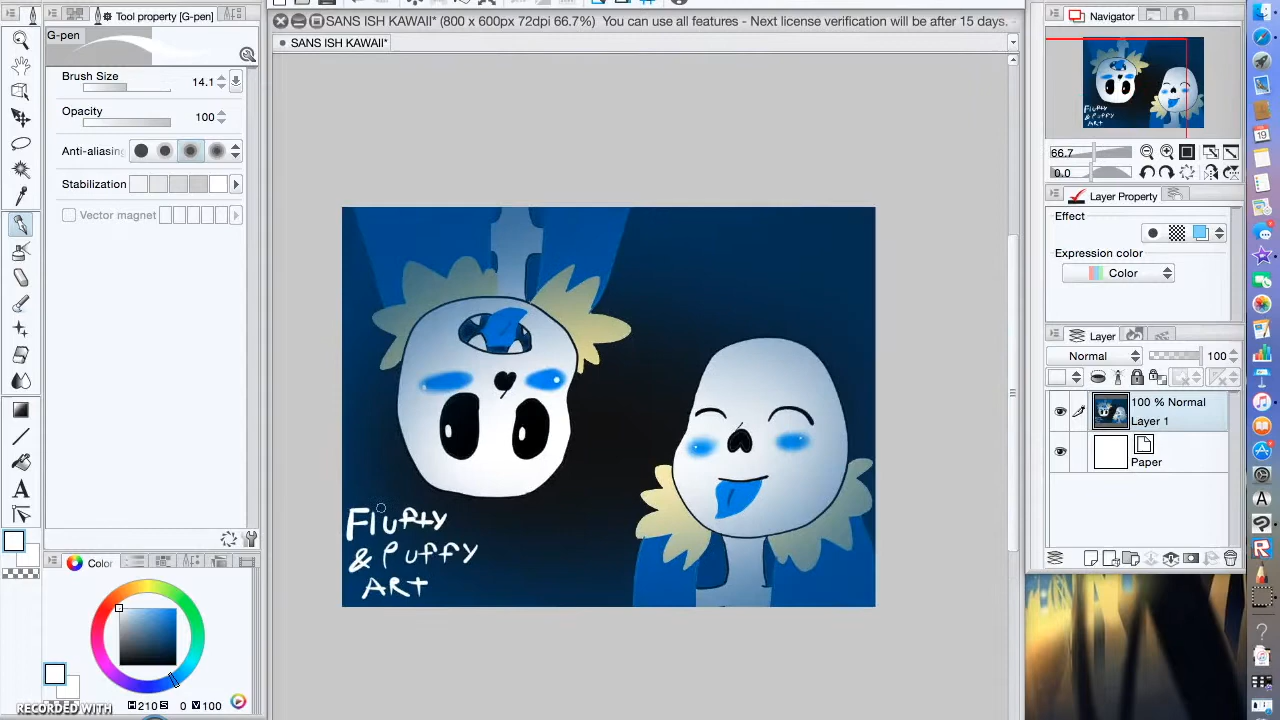 Tool property [G-pen]
SANS ISH KAWAII* (800 x 600px 72dpi 66.7%) You can use all features - Next license verification will be after 15 days.
Navigator
G-pen
SANS ISH KAWAII*
Brush Size 14.1
Opacity 100
Anti-aliasing
Stabilization
Vector magnet
66.7
0.0
Layer Property
Effect
Expression color
Color
Layer
Normal 100
100 % Normal
Layer 1
Paper
Flufty
& Puffy
ART
Color
H 210 S 0 V 100
RECORDED WITH
19